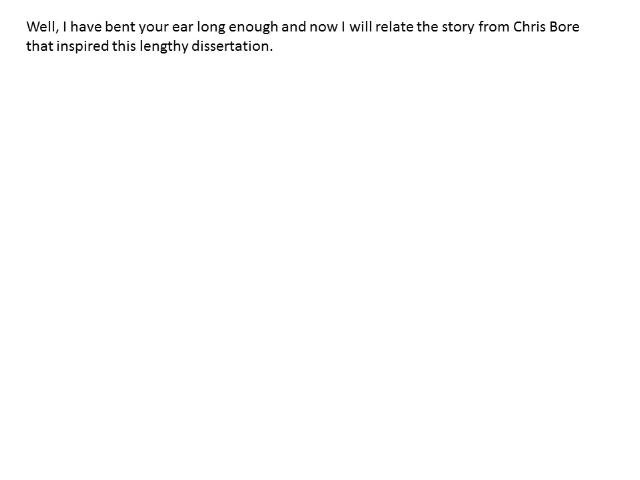 Well, I have bent your ear long enough and now I will relate the story from Chris Bore
that inspired this lengthy dissertation.